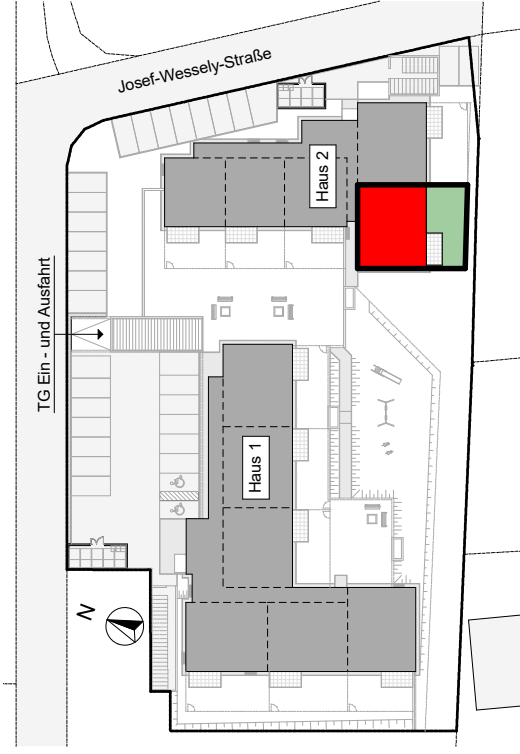 Josef-Wessely-Straße
Haus 2
TG Ein - und Ausfahrt
Haus 1
N